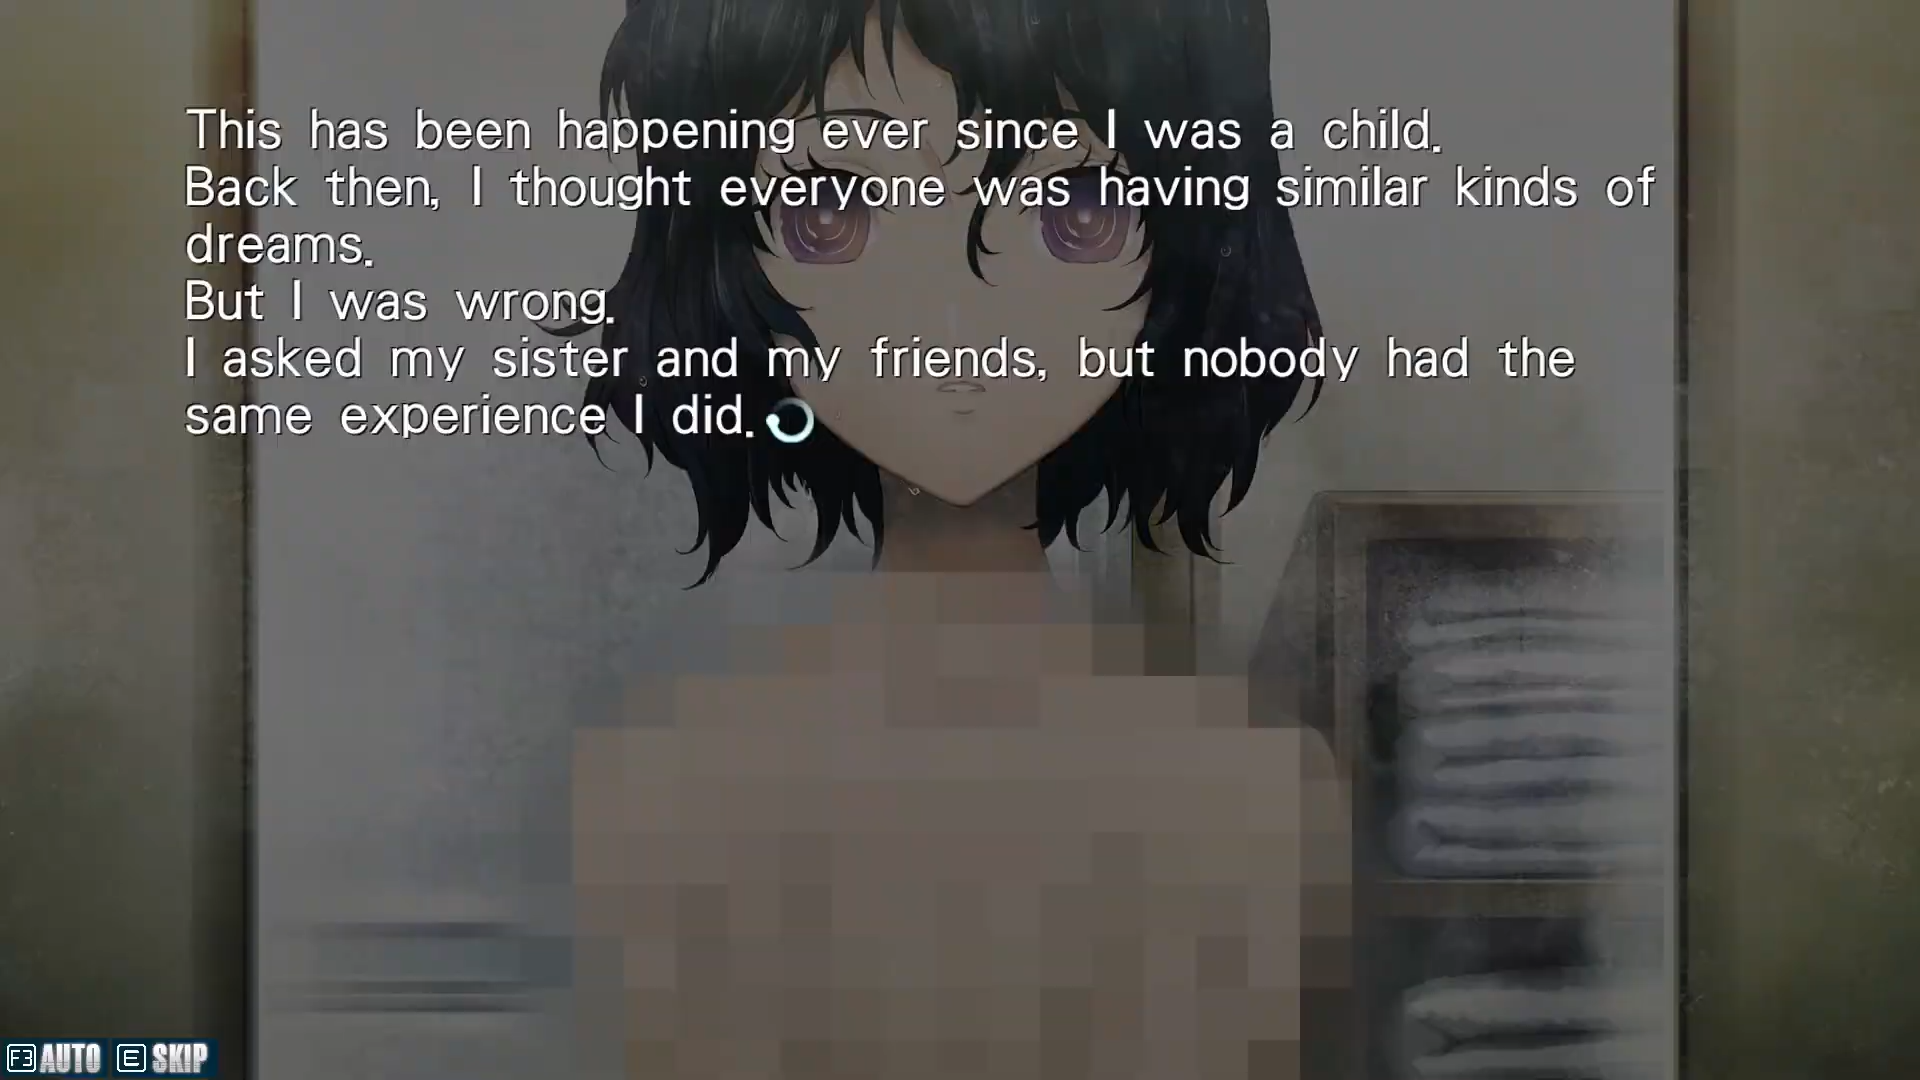 This has been happening ever since I was a child.
Back then, I thought everyone was having similar kinds of
dreams.
But I was wrong.
I asked my sister and my friends, but nobody had the
same experience I did.
F3 AUTO E SKIP